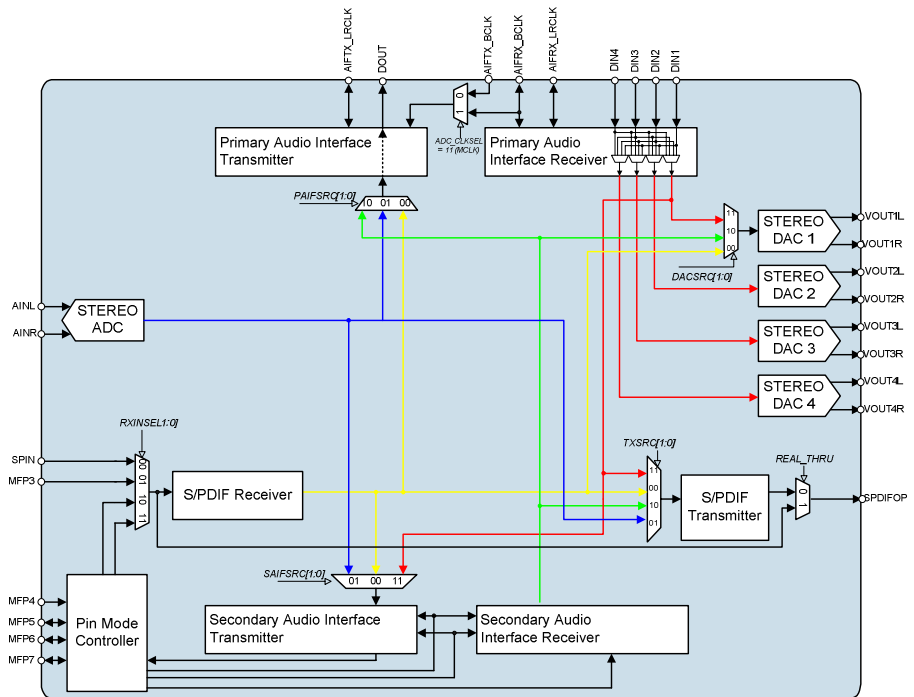 AIFTX_LRCLK
DOUT
AIFTX_BCLK
AIFRX_BCLK
AIFRX_LRCLK
DIN4
DIN3
DIN2
DIN1
0
1
ADC_CLKSEL
= 11 (MCLK)
Primary Audio Interface
Transmitter
Primary Audio
Interface Receiver
PAIFSRC[1:0]
10 01 00
11
10
00
DACSRC[1:0]
STEREO
DAC 1
VOUT1L
VOUT1R
STEREO
DAC 2
VOUT2L
VOUT2R
STEREO
DAC 3
VOUT3L
VOUT3R
STEREO
DAC 4
VOUT4L
VOUT4R
AINL
AINR
STEREO
ADC
RXINSEL1:0]
SPIN
MFP3
00
01
10
11
S/PDIF Receiver
TXSRC[1:0]
11
00
10
01
S/PDIF
Transmitter
REAL_THRU
0
1
SPDIFOP
SAIFSRC[1:0]
01 00 11
MFP4
MFP5
MFP6
MFP7
Pin Mode
Controller
Secondary Audio Interface
Transmitter
Secondary Audio
Interface Receiver